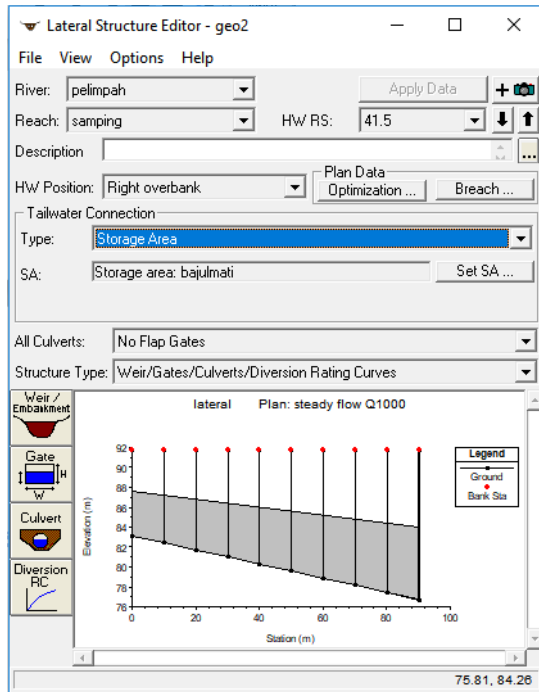 Lateral Structure Editor - geo2
File View Options Help
River: pelimpah Apply Data
Reach: samping HW RS: 41.5
Description ...
HW Position: Right overbank Plan Data Optimization ... Breach ...
Tailwater Connection
Type: Storage Area
SA: Storage area: bajulmati Set SA ...
All Culverts: No Flap Gates
Structure Type: Weir/Gates/Culverts/Diversion Rating Curves
Weir / Embankment
Gate
H
W
Culvert
Diversion RC
lateral Plan: steady flow Q1000
92
90
88
86
84
82
80
78
76
Elevation (m)
0 20 40 60 80 100
Station (m)
Legend
Ground
Bank Sta
75.81, 84.26